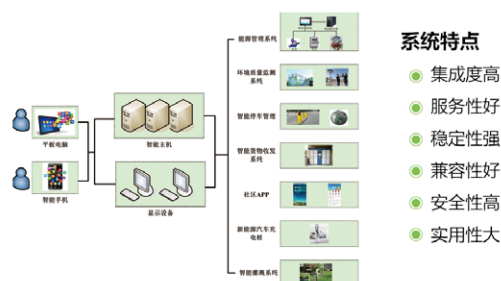 能源管理系统
环境质量监测
系统
智能停车管理
智能货物收发
系统
社区APP
新能源汽车充
电桩
智能灌溉系统
平板电脑
智能手机
智能主机
显示设备
系统特点
集成度高
服务性好
稳定性强
兼容性好
安全性高
实用性大